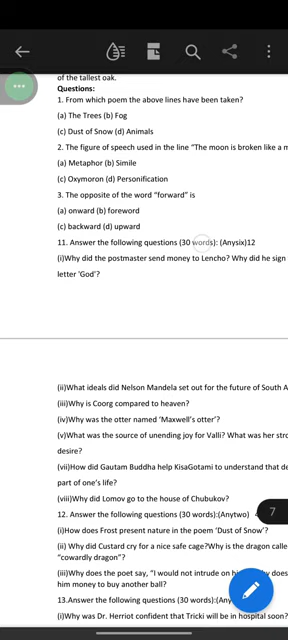 of the tallest oak.
Questions:
1. From which poem the above lines have been taken?
(a) The Trees (b) Fog
(c) Dust of Snow (d) Animals
2. The figure of speech used in the line “The moon is broken like a m
(a) Metaphor (b) Simile
(c) Oxymoron (d) Personification
3. The opposite of the word “forward” is
(a) onward (b) foreword
(c) backward (d) upward
11. Answer the following questions (30 words): (Anysix)12
(i)Why did the postmaster send money to Lencho? Why did he sign
letter 'God'?
(ii)What ideals did Nelson Mandela set out for the future of South A
(iii)Why is Coorg compared to heaven?
(iv)Why was the otter named ‘Maxwell’s otter’?
(v)What was the source of unending joy for Valli? What was her stro
desire?
(vii)How did Gautam Buddha help KisaGotami to understand that de
part of one’s life?
(viii)Why did Lomov go to the house of Chubukov?
12. Answer the following questions (30 words):(Anytwo) 4
7
(i)How does Frost present nature in the poem ‘Dust of Snow’?
(ii) Why did Custard cry for a nice safe cage?Why is the dragon calle
“cowardly dragon”?
(iii)Why does the poet say, “I would not intrude on hi does
him money to buy another ball?
13.Answer the following questions (30 words):(Any
(i)Why was Dr. Herriot confident that Tricki will be in hospital soon?